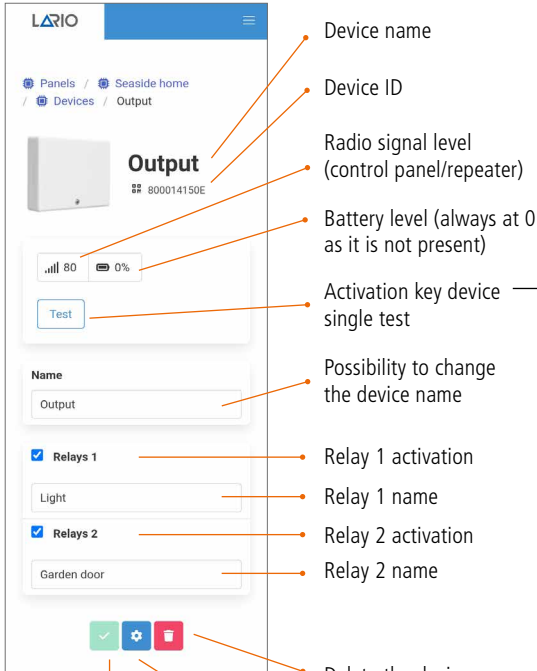 LARIO
Panels / Seaside home
/ Devices / Output
Output
800014150E
80 0%
Test
Name
Output
Relays 1
Light
Relays 2
Garden door
Device name
Device ID
Radio signal level
(control panel/repeater)
Battery level (always at 0
as it is not present)
Activation key device
single test
Possibility to change
the device name
Relay 1 activation
Relay 1 name
Relay 2 activation
Relay 2 name